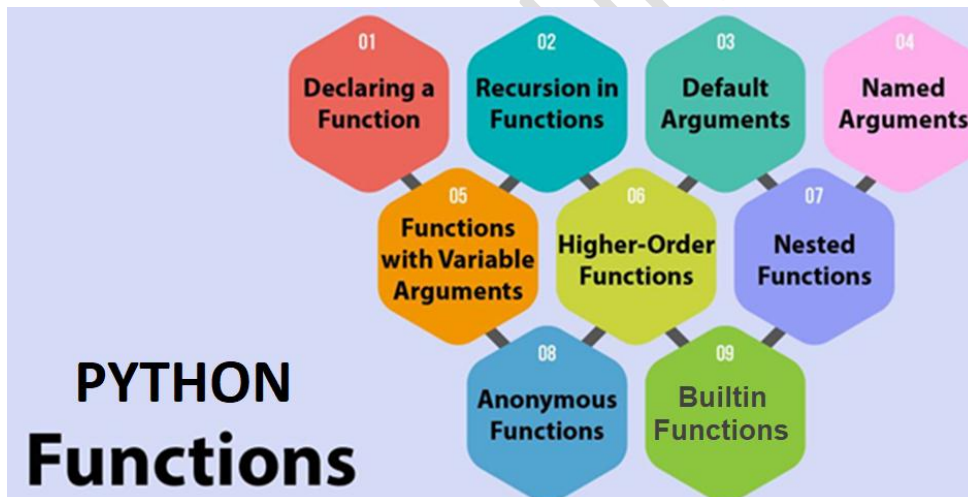 01
Declaring a
Function
02
Recursion in
Functions
03
Default
Arguments
04
Named
Arguments
05
Functions
with Variable
Arguments
06
Higher-Order
Functions
07
Nested
Functions
08
Anonymous
Functions
09
Builtin
Functions
PYTHON
Functions